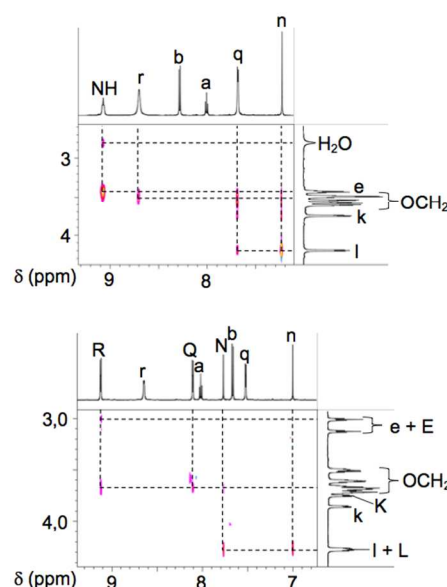 n
b
q
NH
r
a
H₂O
3
e
OCH₂
k
4
l
δ (ppm)
9
8
b
R
Q
N
n
r
a
q
3,0
e + E
OCH₂
K
4,0
k
l + L
δ (ppm)
9
8
7